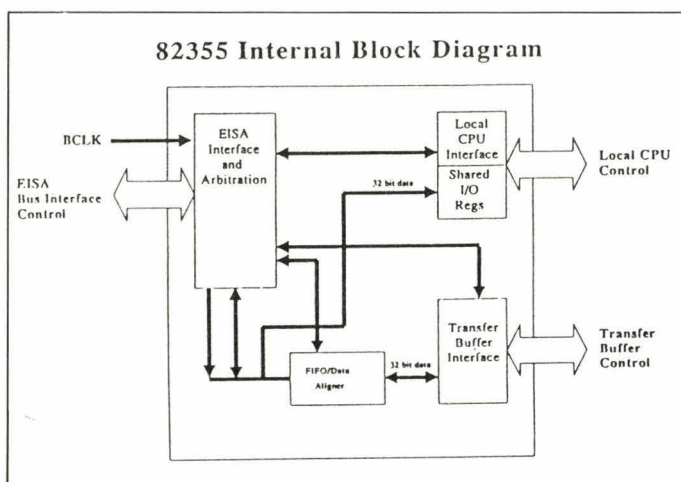 82355 Internal Block Diagram
BCLK
EISA
Bus Interface
Control
EISA
Interface
and
Arbitration
Local
CPU
Interface
Shared
I/O
Regs
32 bit data
Local CPU
Control
Transfer
Buffer
Interface
Transfer
Buffer
Control
FIFO/Data
Aligner
32 bit data